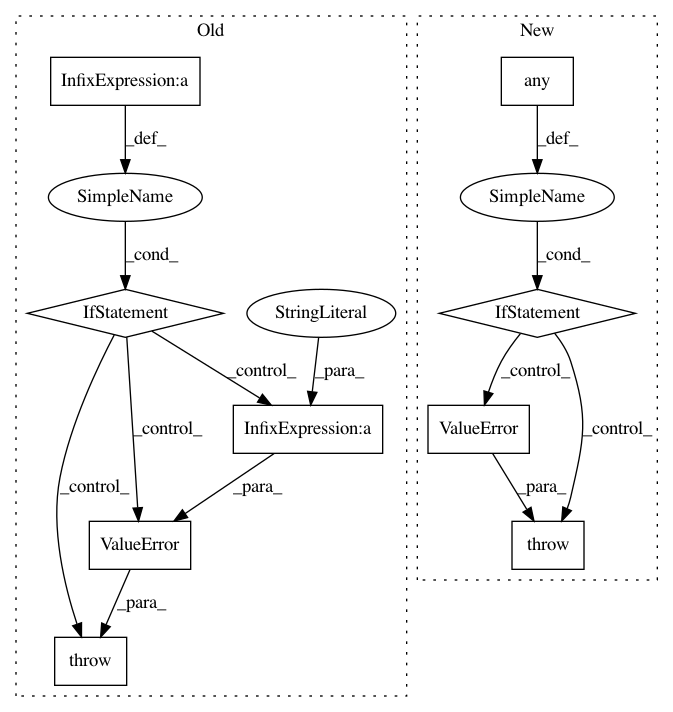 Old
New
InfixExpression:a
any
_def_
_def_
SimpleName
SimpleName
_cond_
_cond_
IfStatement
StringLiteral
IfStatement
_control_
_para_
_control_
_control_
InfixExpression:a
ValueError
_control_
_control_
_para_
_para_
ValueError
throw
_para_
throw